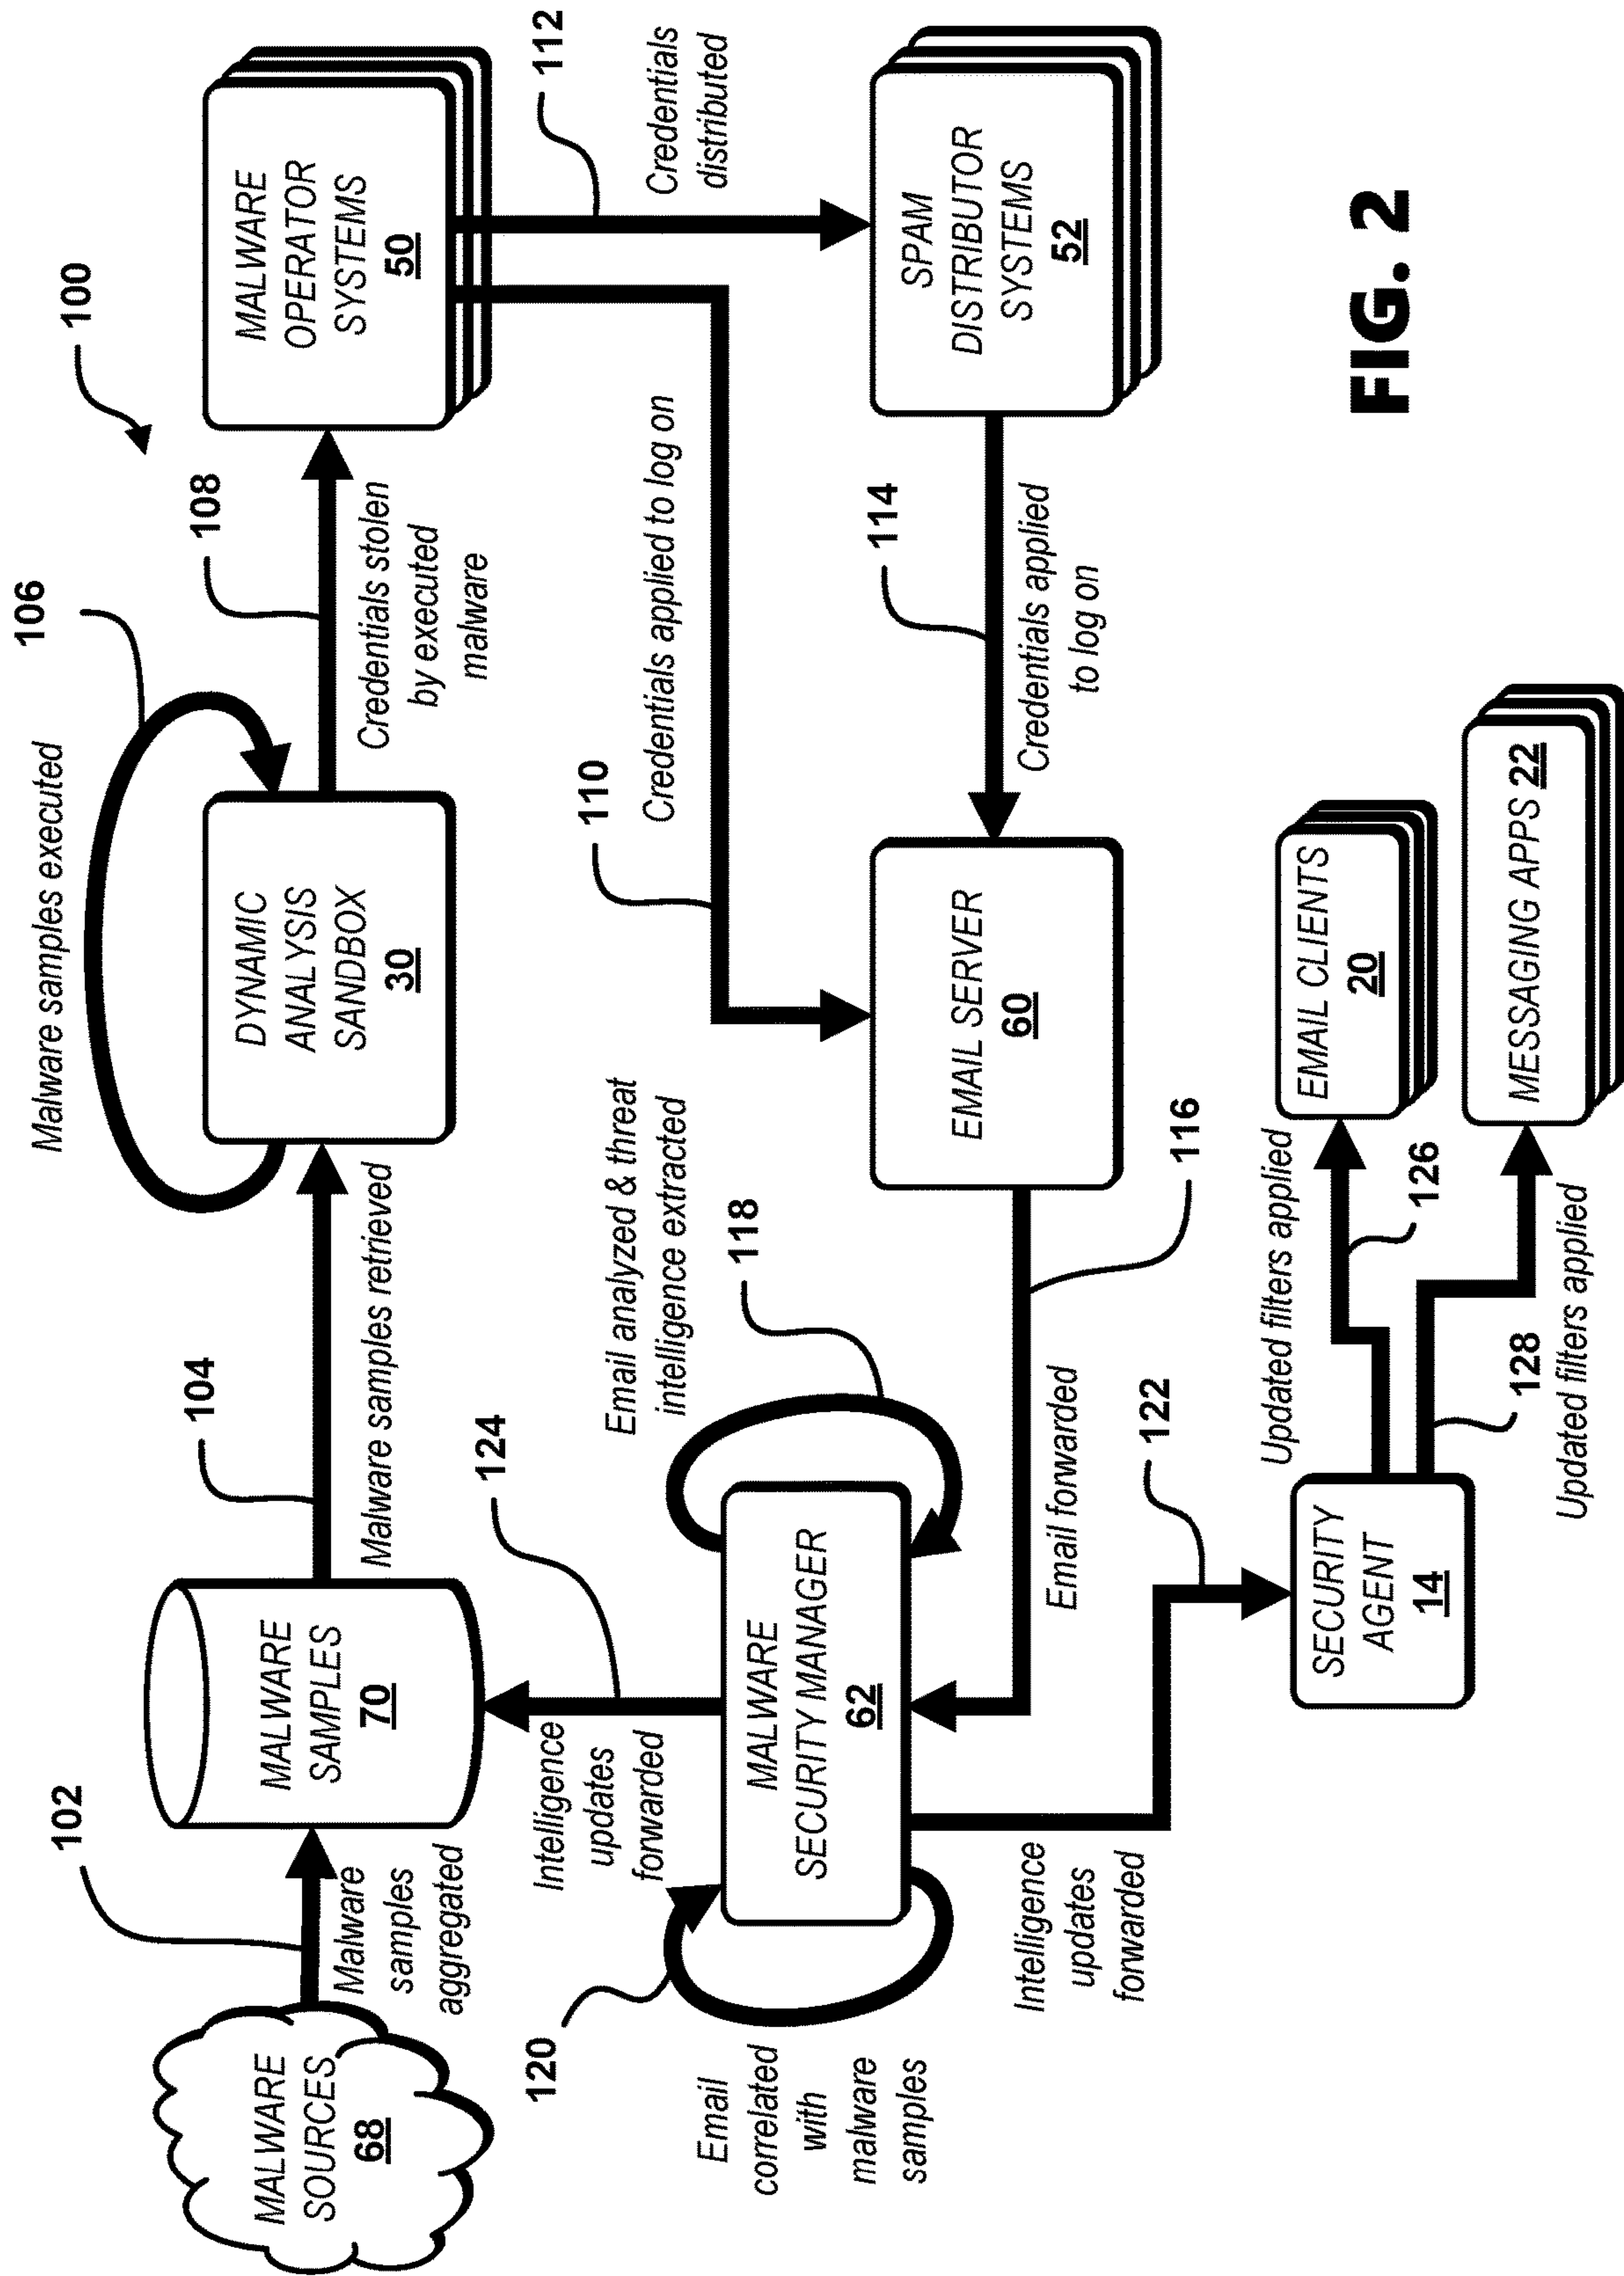 100
106
Malware samples executed
102
104
108
112
MALWARE
SOURCES
68
Malware
samples
aggregated
MALWARE
SAMPLES
70
Malware samples retrieved
DYNAMIC
ANALYSIS
SANDBOX
30
Credentials stolen
by executed
malware
MALWARE
OPERATOR
SYSTEMS
50
Credentials
distributed
124
Intelligence
updates
forwarded
110
Credentials applied to log on
120
Email
correlated
with
malware
samples
MALWARE
SECURITY MANAGER
62
Email analyzed & threat
intelligence extracted
118
EMAIL SERVER
60
114
Credentials applied
to log on
SPAM
DISTRIBUTOR
SYSTEMS
52
Intelligence
updates
forwarded
Email forwarded
116
122
SECURITY
AGENT
14
Updated filters applied
126
EMAIL CLIENTS
20
128
Updated filters applied
MESSAGING APPS 22
FIG. 2